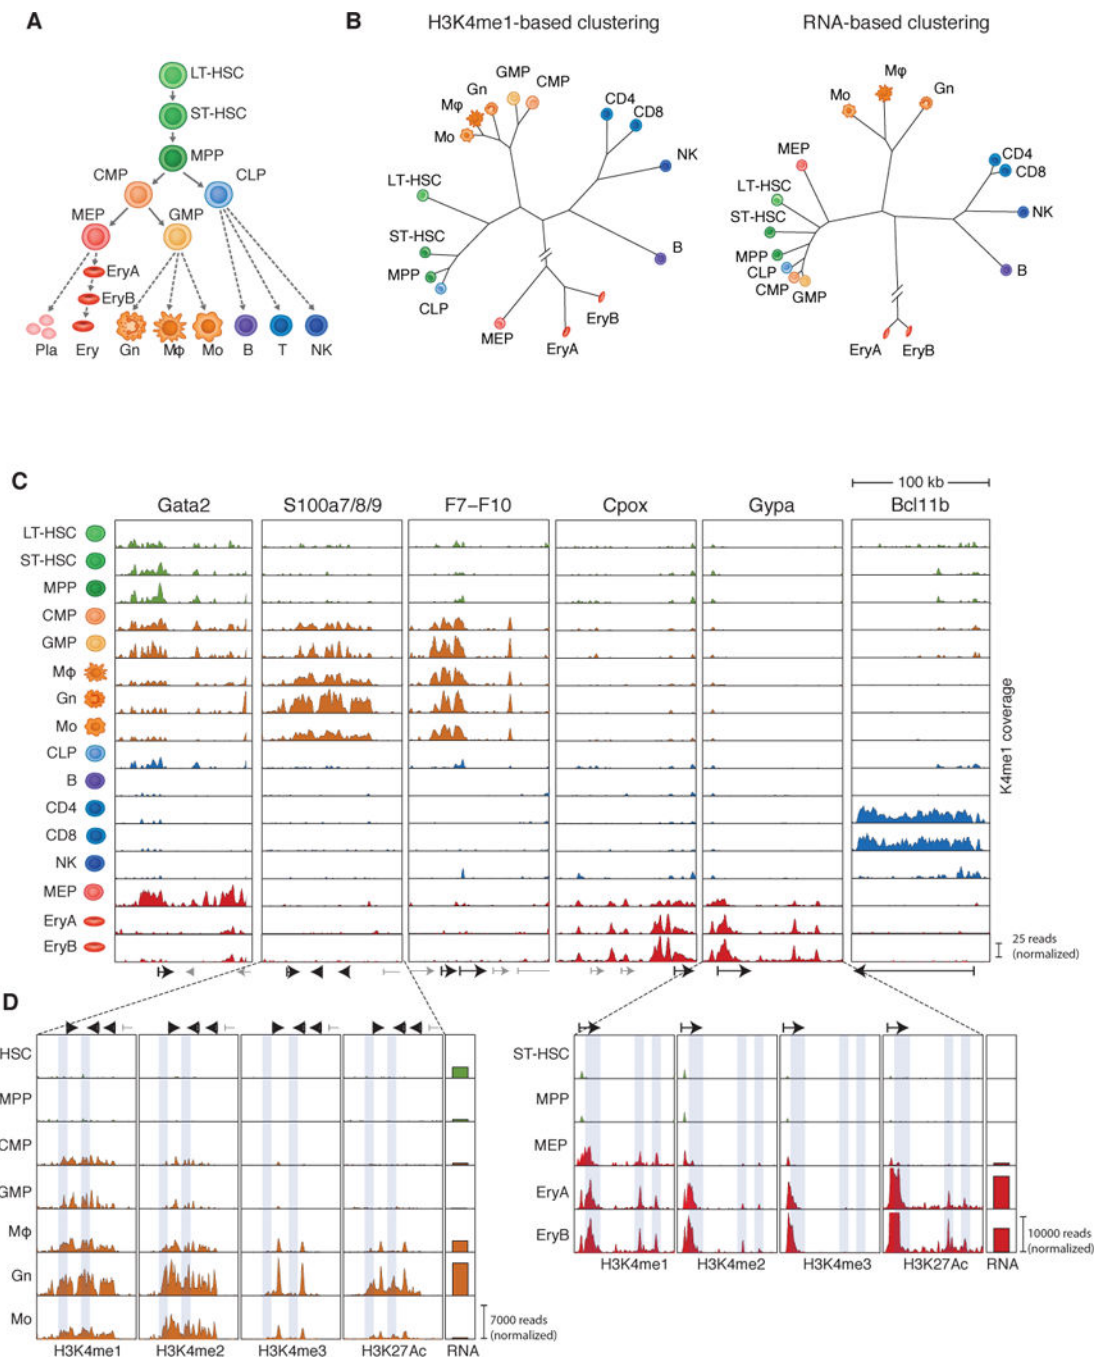 A
LT-HSC
ST-HSC
MPP
CMP
CLP
MEP
GMP
EryA
EryB
Pla Ery Gn Mφ Mo B T NK
B
H3K4me1-based clustering
GMP
CMP
Gn
Mφ
Mo
CD4
CD8
NK
LT-HSC
ST-HSC
MPP
CLP
B
MEP
EryB
EryA
RNA-based clustering
Mφ
Mo
Gn
MEP
CD4
CD8
LT-HSC
ST-HSC
NK
MPP
CLP
CMP
GMP
B
EryA
EryB
C
100 kb
Gata2 S100a7/8/9 F7–F10 Cpox Gypa Bcl11b
LT-HSC
ST-HSC
MPP
CMP
GMP
Mφ
Gn
Mo
CLP
B
CD4
CD8
NK
MEP
EryA
EryB
K4me1 coverage
25 reads
(normalized)
D
HSC
MPP
CMP
GMP
Mφ
Gn
Mo
7000 reads
(normalized)
H3K4me1 H3K4me2 H3K4me3 H3K27Ac RNA
ST-HSC
MPP
MEP
EryA
EryB
10000 reads
(normalized)
H3K4me1 H3K4me2 H3K4me3 H3K27Ac RNA